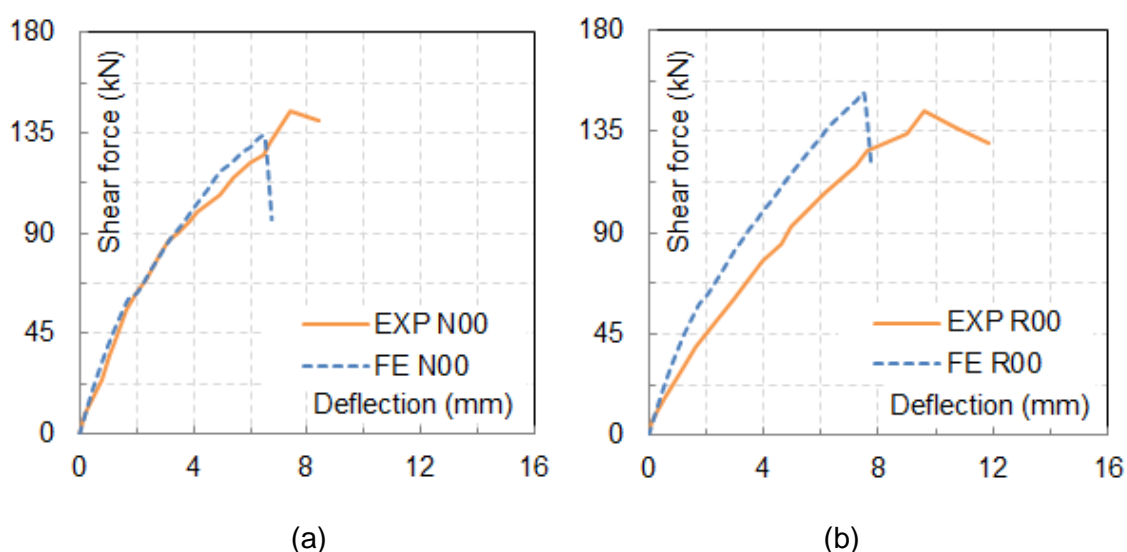 180
135
90
45
0
Shear force (kN)
EXP N00
FE N00
Deflection (mm)
0 4 8 12 16
(a)
180
135
90
45
0
Shear force (kN)
EXP R00
FE R00
Deflection (mm)
0 4 8 12 16
(b)